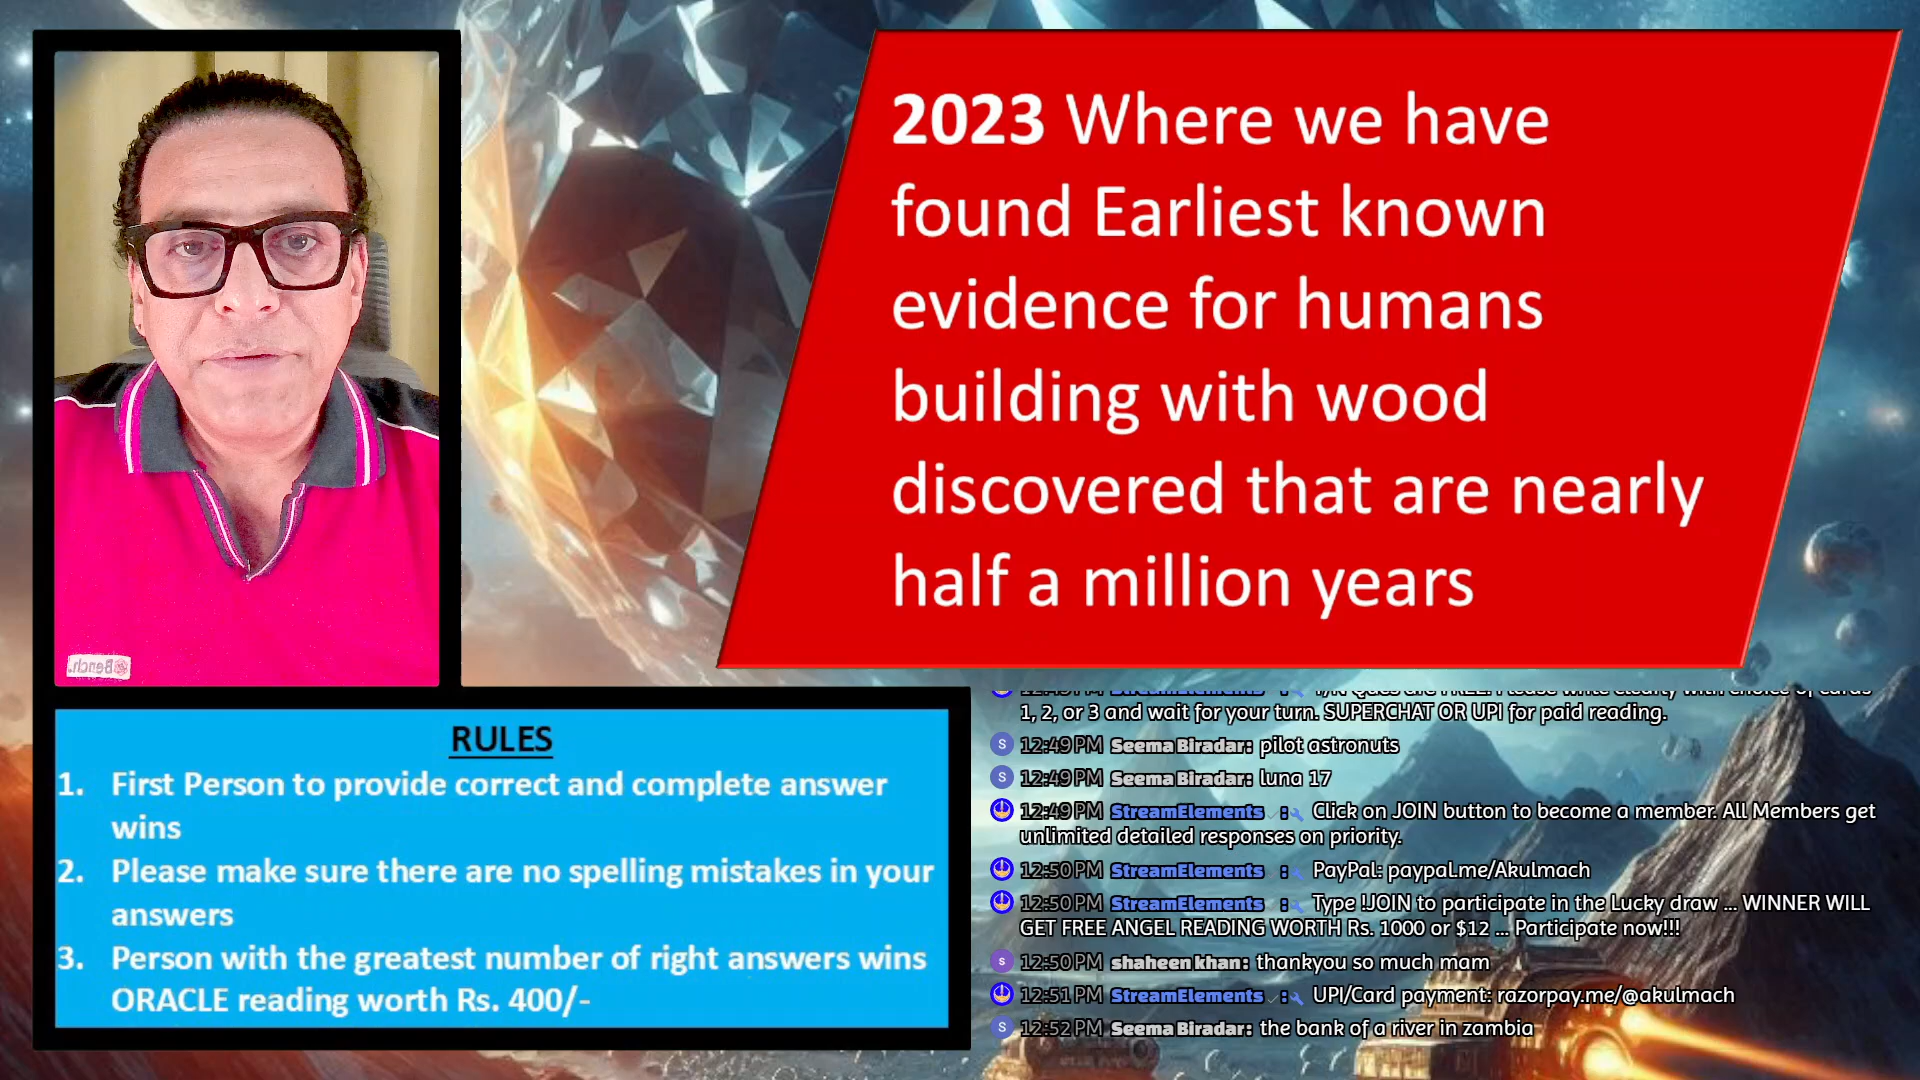 2023 Where we have
found Earliest known
evidence for humans
building with wood
discovered that are nearly
half a million years
Bench.
RULES
1. First Person to provide correct and complete answer
wins
2. Please make sure there are no spelling mistakes in your
answers
3. Person with the greatest number of right answers wins
ORACLE reading worth Rs. 400/-
1, 2, or 3 and wait for your turn. SUPERCHAT OR UPI for paid reading.
S 12:49 PM Seema Biradar: pilot astronuts
S 12:49 PM Seema Biradar: luna 17
12:49 PM StreamElements : Click on JOIN button to become a member. All Members get
unlimited detailed responses on priority.
12:50 PM StreamElements : PayPal: paypal.me/Akulmach
12:50 PM StreamElements : Type !JOIN to participate in the Lucky draw ... WINNER WILL
GET FREE ANGEL READING WORTH Rs. 1000 or $12 ... Participate now!!!
s 12:50 PM shaheen khan: thankyou so much mam
12:51 PM StreamElements : UPI/Card payment: razorpay.me/@akulmach
S 12:52 PM Seema Biradar: the bank of a river in zambia